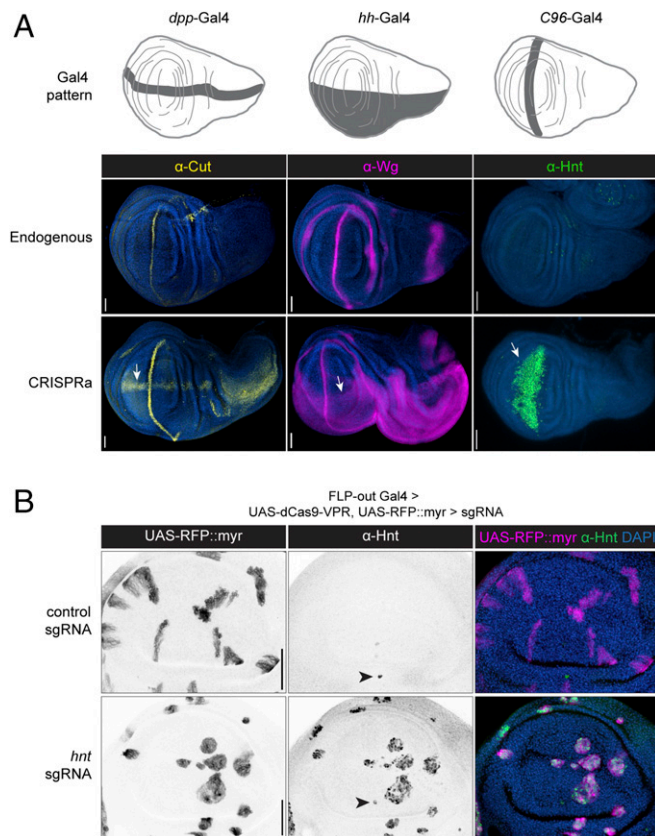 A
dpp-Gal4
hh-Gal4
C96-Gal4
Gal4
pattern
α-Cut
α-Wg
α-Hnt
Endogenous
CRISPRa
B
FLP-out Gal4 >
UAS-dCas9-VPR, UAS-RFP::myr > sgRNA
UAS-RFP::myr
α-Hnt
UAS-RFP::myr α-Hnt DAPI
control
sgRNA
hnt
sgRNA